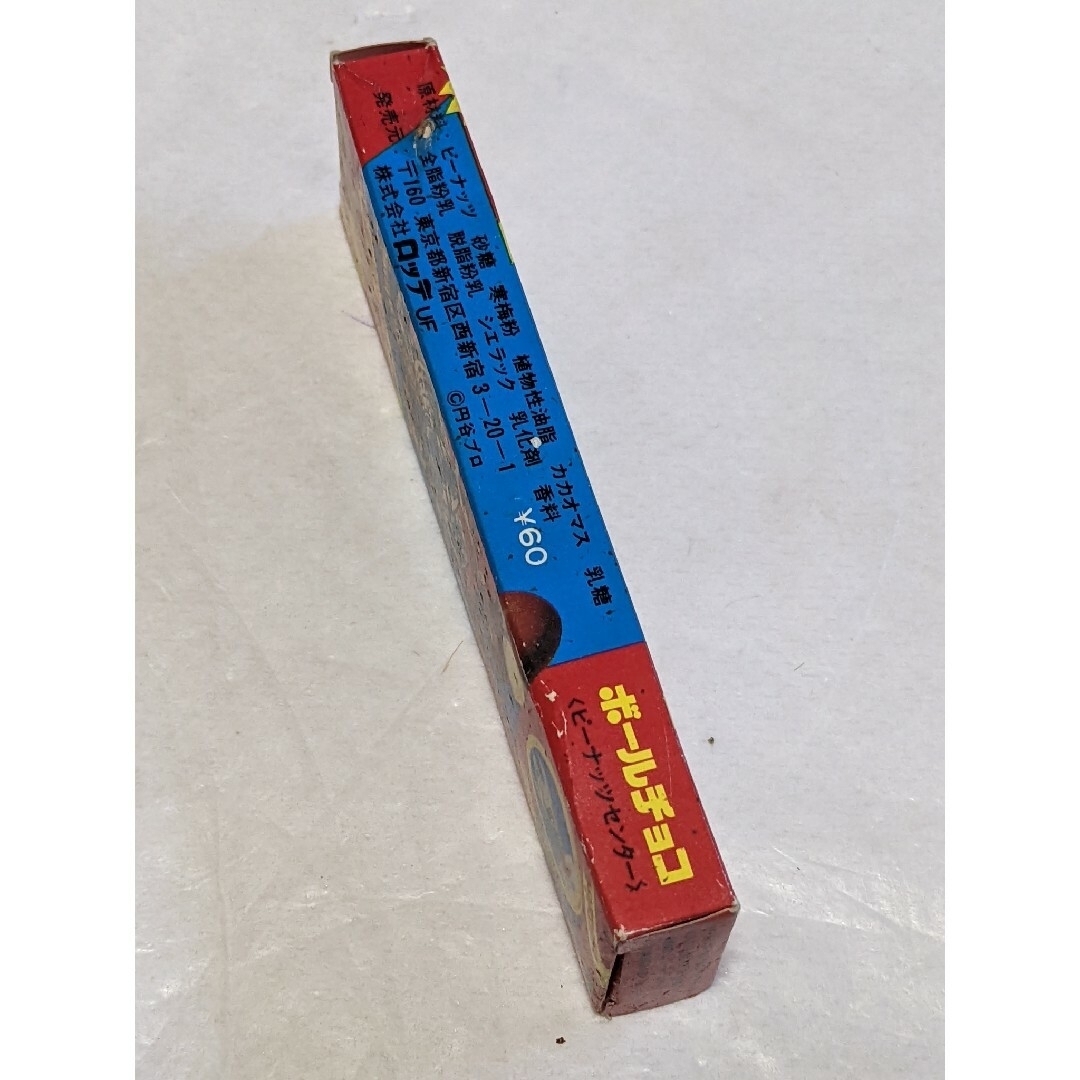 原材料・ピーナッツ 砂糖 寒梅粉 植物性油脂 カカオマス 乳糖
全脂粉乳 脱脂粉乳 シェラック 乳化剤 香料
発売元 〒160 東京都新宿区西新宿3-20-1
株式会社ロッテ UF ©円谷プロ
¥60
ボールチョコ
〈ピーナッツセンター〉